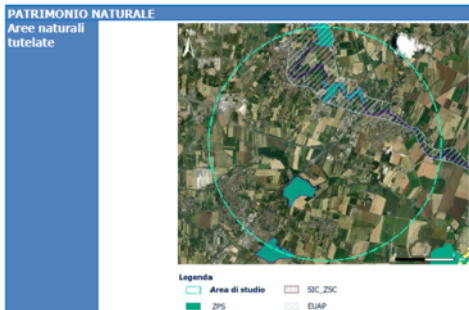 PATRIMONIO NATURALE
Aree naturali
tutelate
Legenda
Area di studio
SIC_ZSC
ZPS
EUAP